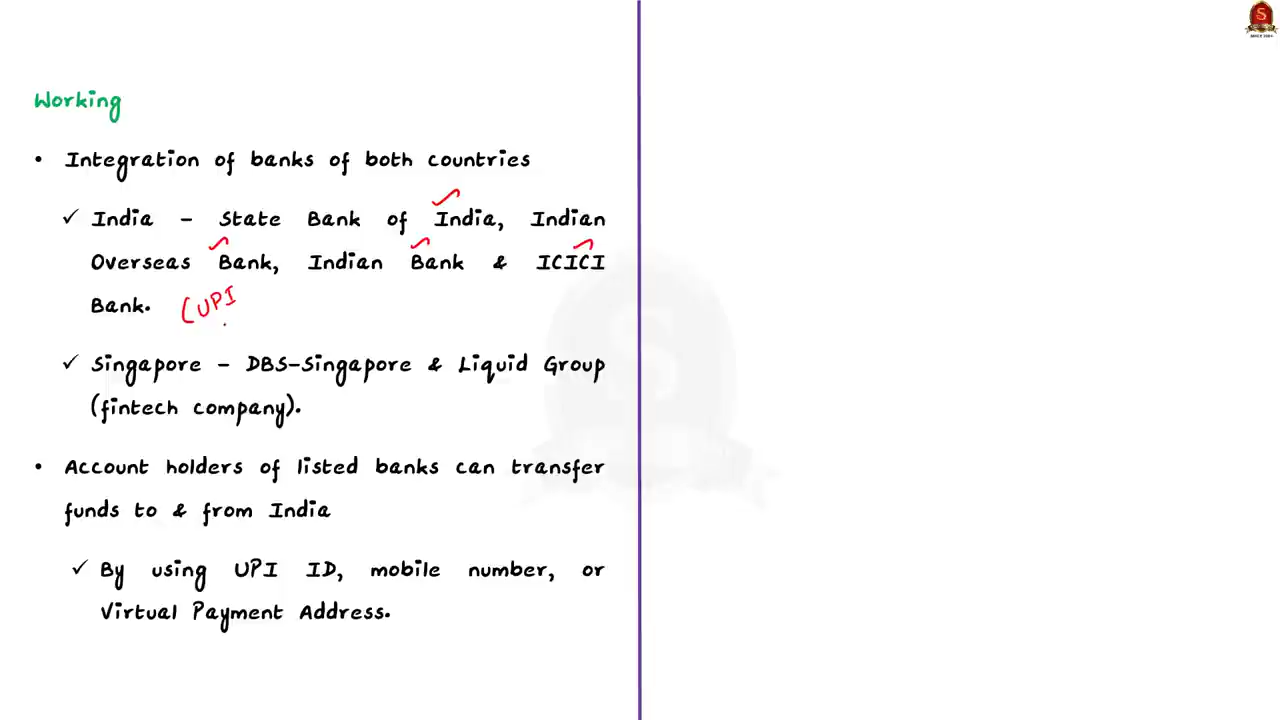 Working
• Integration of banks of both countries
✓ India - State Bank of India, Indian
Overseas Bank, Indian Bank & ICICI
Bank. (UPI
✓ Singapore - DBS-Singapore & Liquid Group
(fintech company).
• Account holders of listed banks can transfer
funds to & from India
✓ By using UPI ID, mobile number, or
Virtual Payment Address.